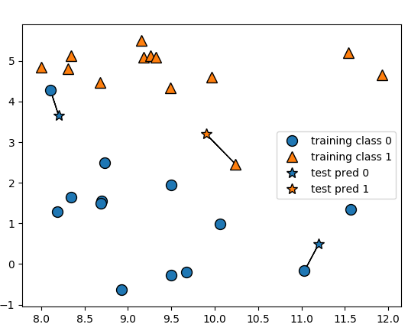 5
4
3
2
1
0
−1
training class 0
training class 1
test pred 0
test pred 1
8.0 8.5 9.0 9.5 10.0 10.5 11.0 11.5 12.0